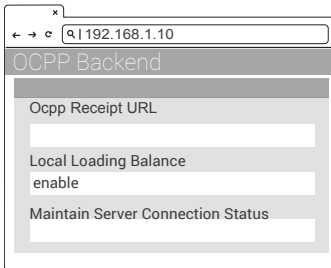 ×
192.168.1.10
OCPP Backend
Ocpp Receipt URL
Local Loading Balance
enable
Maintain Server Connection Status